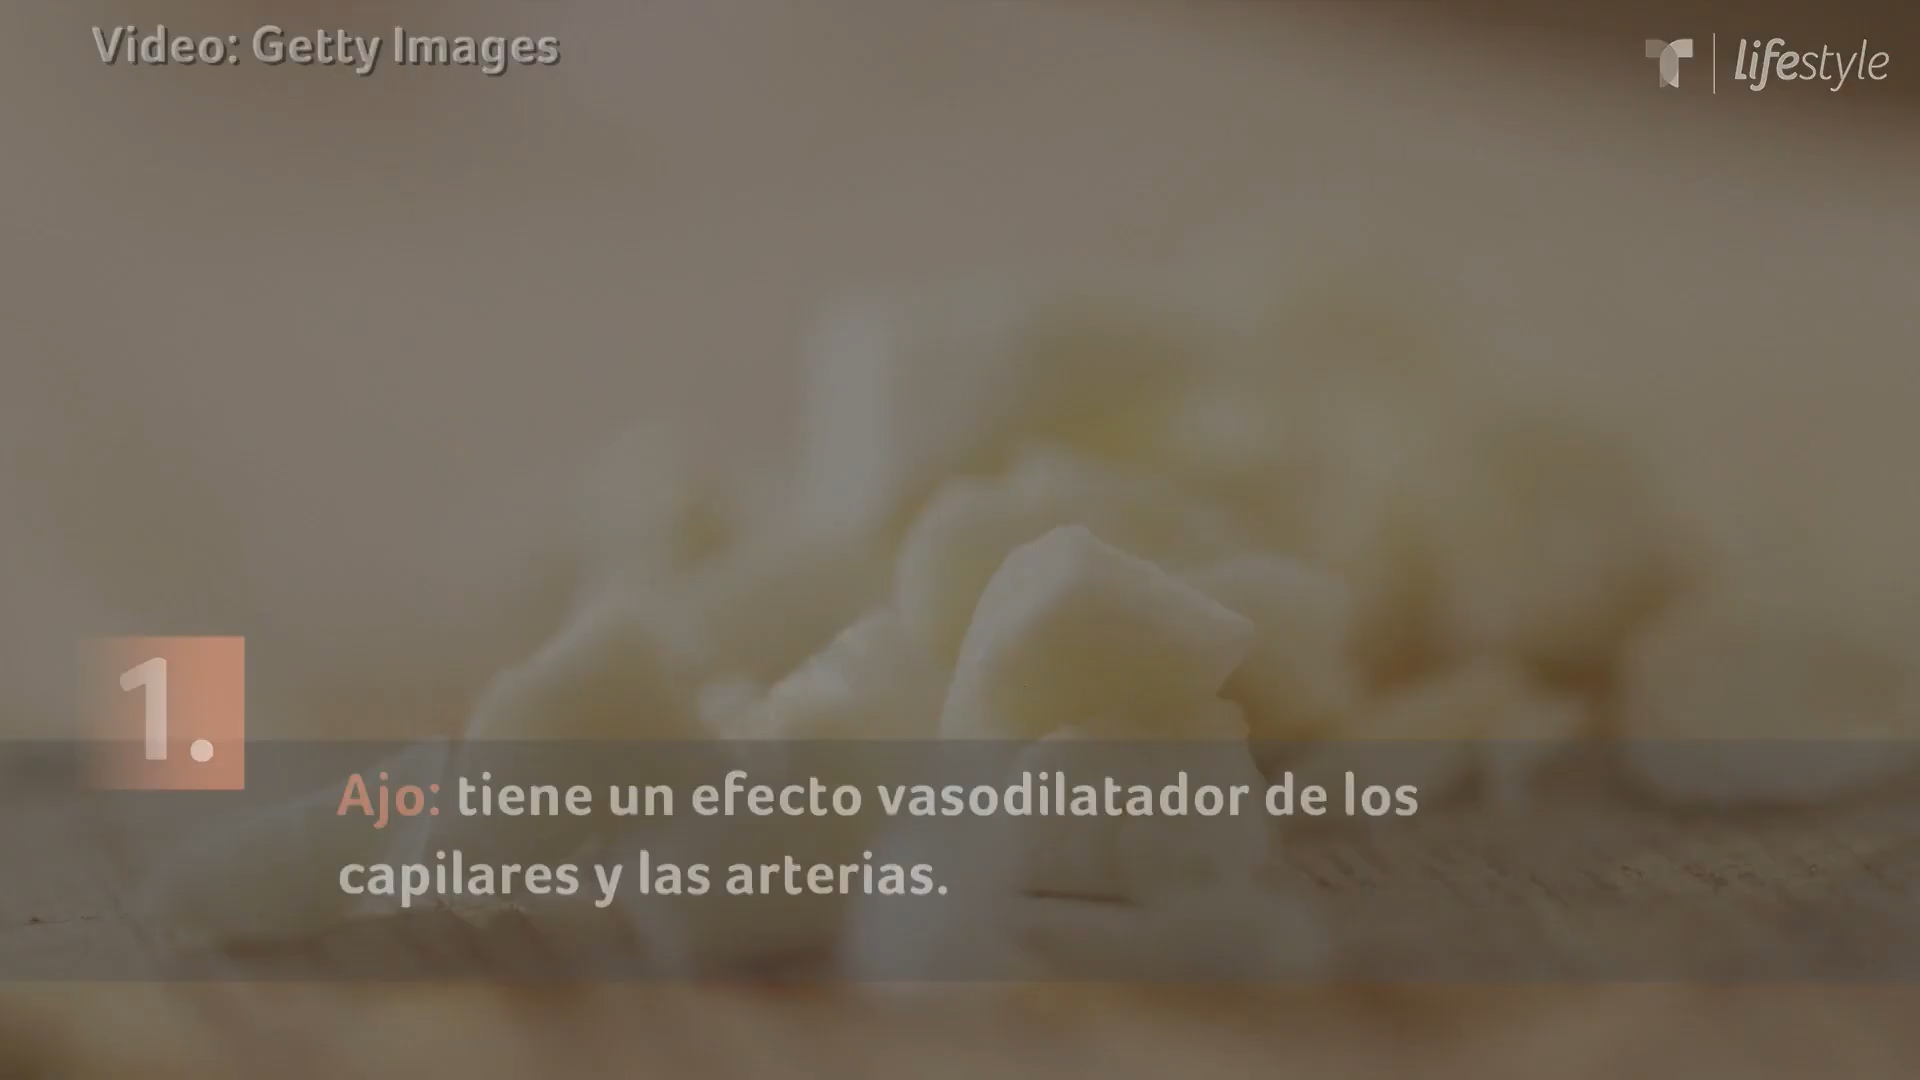 Video: Getty Images
lifestyle
1.
Ajo: tiene un efecto vasodilatador de los
capilares y las arterias.